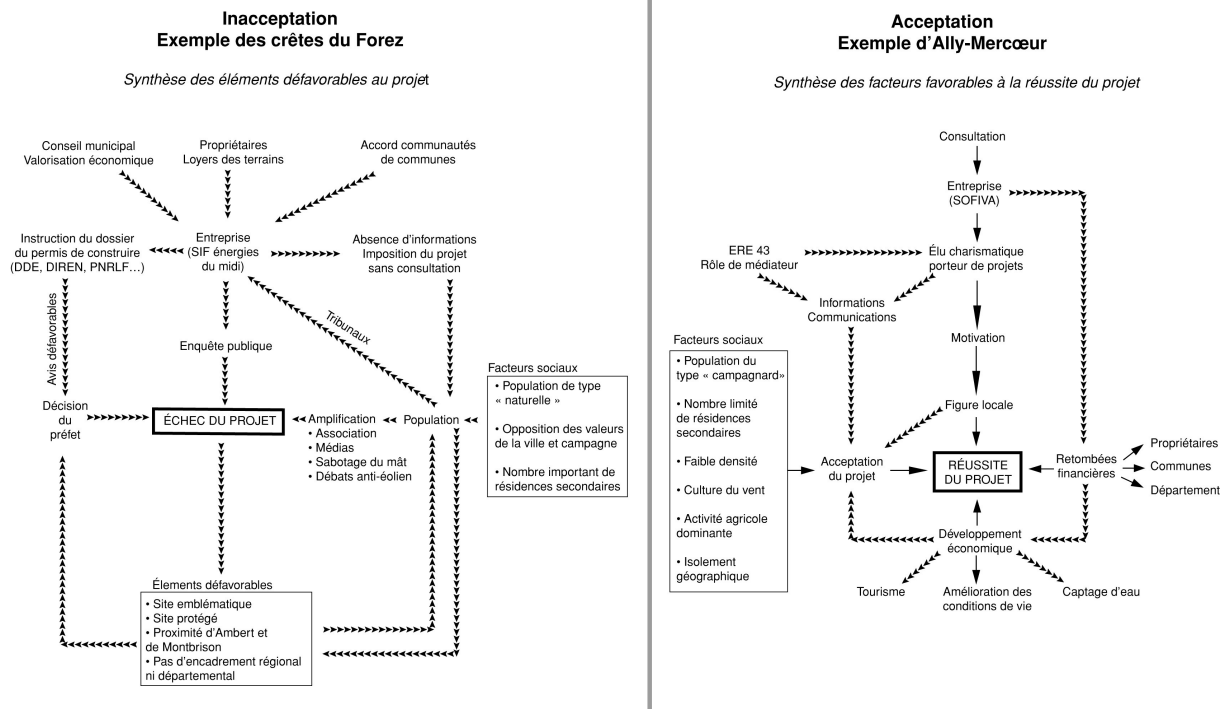 Inacceptation
Exemple des crêtes du Forez
Synthèse des éléments défavorables au projet
Conseil municipal
Valorisation économique
Propriétaires
Loyers des terrains
Accord communautés
de communes
Instruction du dossier
du permis de construire
(DDE, DIREN, PNRLF…)
Entreprise
(SIF énergies
du midi)
Absence d'informations
Imposition du projet
sans consultation
Avis défavorables
Tribunaux
Enquête publique
Facteurs sociaux
• Population de type
« naturelle »
• Opposition des valeurs
de la ville et campagne
• Nombre important de
résidences secondaires
Décision
du
préfet
ÉCHEC DU PROJET
Amplification
• Association
• Médias
• Sabotage du mât
• Débats anti-éolien
Population
Élements défavorables
• Site emblématique
• Site protégé
• Proximité d'Ambert et
de Montbrison
• Pas d'encadrement régional
ni départemental
Acceptation
Exemple d'Ally-Mercœur
Synthèse des facteurs favorables à la réussite du projet
Consultation
Entreprise
(SOFIVA)
ERE 43
Rôle de médiateur
Élu charismatique
porteur de projets
Informations
Communications
Motivation
Facteurs sociaux
• Population du
type « campagnard»
• Nombre limité
de résidences
secondaires
• Faible densité
• Culture du vent
• Activité agricole
dominante
• Isolement
géographique
Figure locale
Acceptation
du projet
RÉUSSITE
DU PROJET
Retombées
financières
Propriétaires
Communes
Département
Développement
économique
Tourisme
Amélioration des
conditions de vie
Captage d'eau